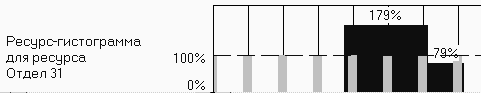 179%
Ресурс-гистограмма
79%
для ресурса
100%
Отдел 31
0%